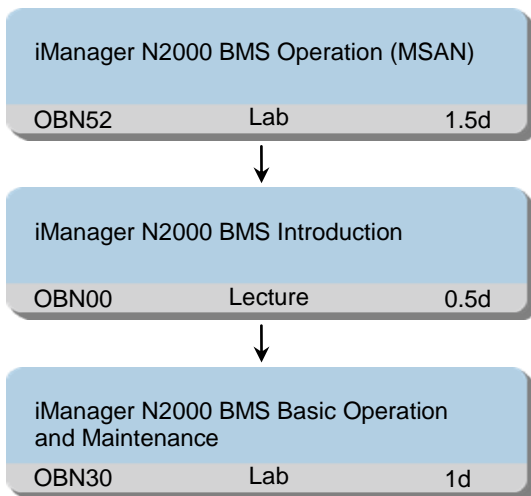 iManager N2000 BMS Operation (MSAN)
OBN52 Lab 1.5d
iManager N2000 BMS Introduction
OBN00 Lecture 0.5d
iManager N2000 BMS Basic Operation
and Maintenance
OBN30 Lab 1d